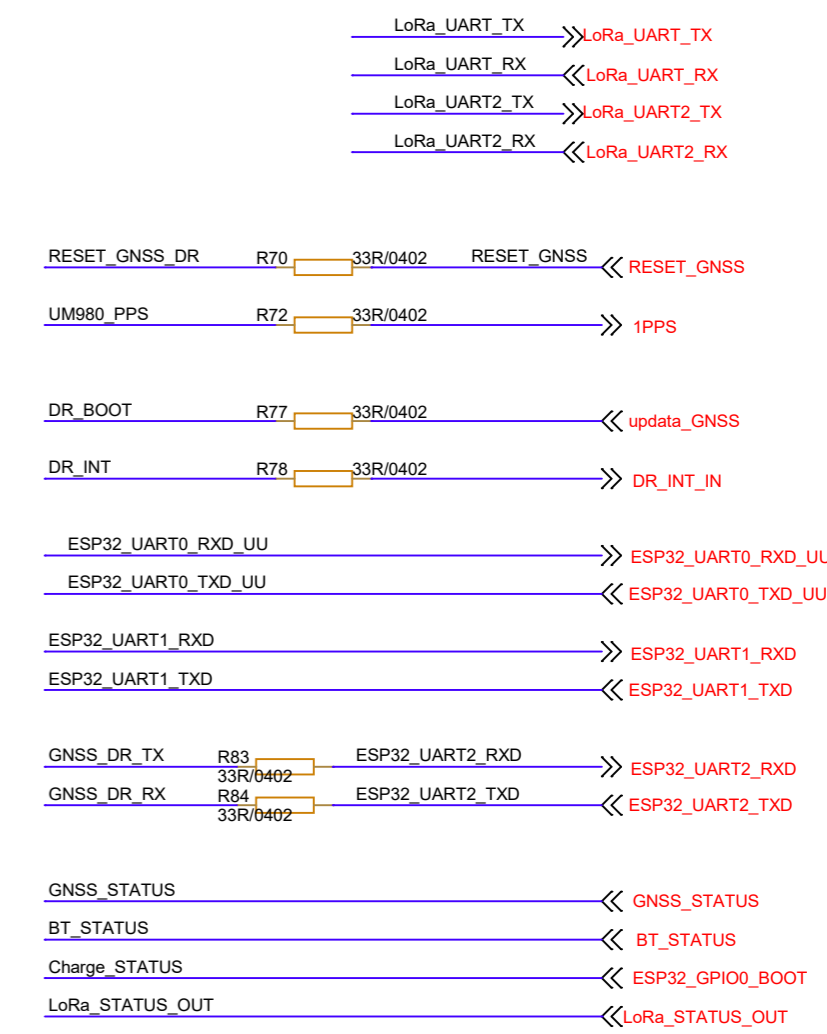 LoRa_UART_TX LoRa_UART_TX
LoRa_UART_RX LoRa_UART_RX
LoRa_UART2_TX LoRa_UART2_TX
LoRa_UART2_RX LoRa_UART2_RX
RESET_GNSS_DR R70 33R/0402 RESET_GNSS RESET_GNSS
UM980_PPS R72 33R/0402 1PPS
DR_BOOT R77 33R/0402 updata_GNSS
DR_INT R78 33R/0402 DR_INT_IN
ESP32_UART0_RXD_UU ESP32_UART0_RXD_UU
ESP32_UART0_TXD_UU ESP32_UART0_TXD_UU
ESP32_UART1_RXD ESP32_UART1_RXD
ESP32_UART1_TXD ESP32_UART1_TXD
GNSS_DR_TX R83 33R/0402 ESP32_UART2_RXD ESP32_UART2_RXD
GNSS_DR_RX R84 33R/0402 ESP32_UART2_TXD ESP32_UART2_TXD
GNSS_STATUS GNSS_STATUS
BT_STATUS BT_STATUS
Charge_STATUS ESP32_GPIO0_BOOT
LoRa_STATUS_OUT LoRa_STATUS_OUT